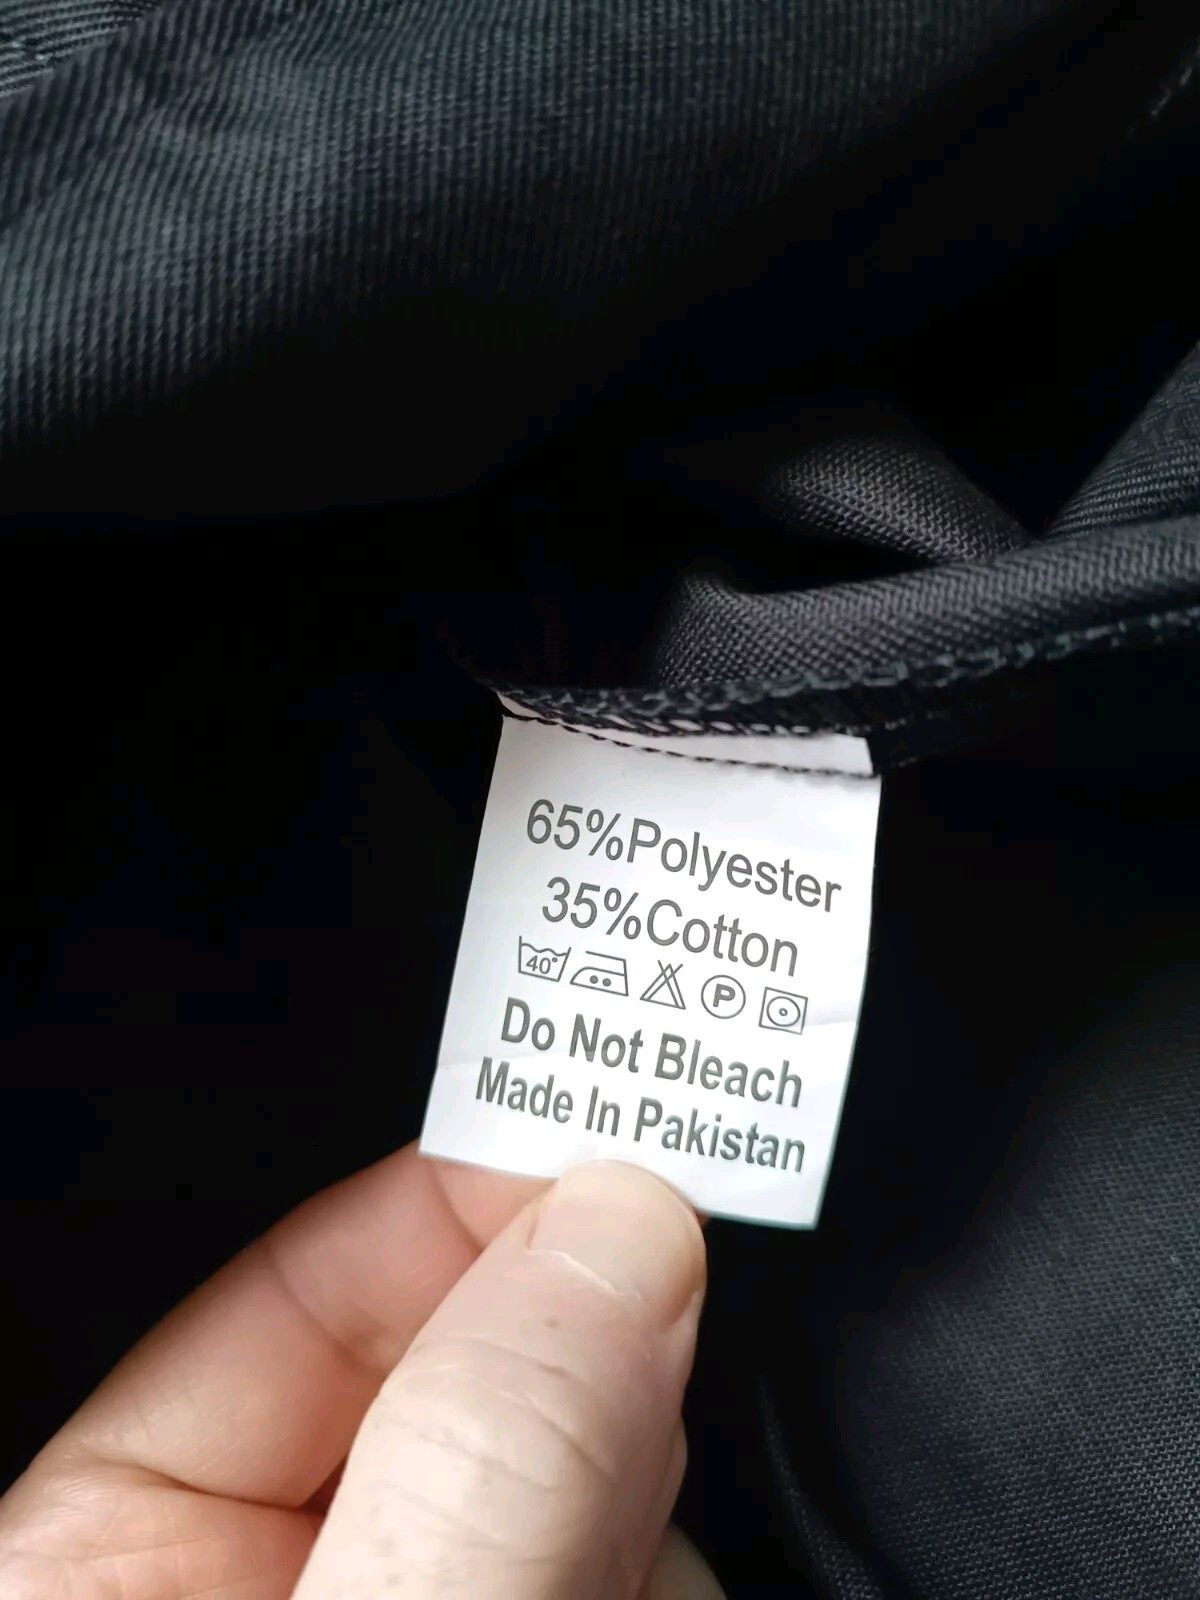 65%Polyester
35%Cotton
40° P
Do Not Bleach
Made In Pakistan